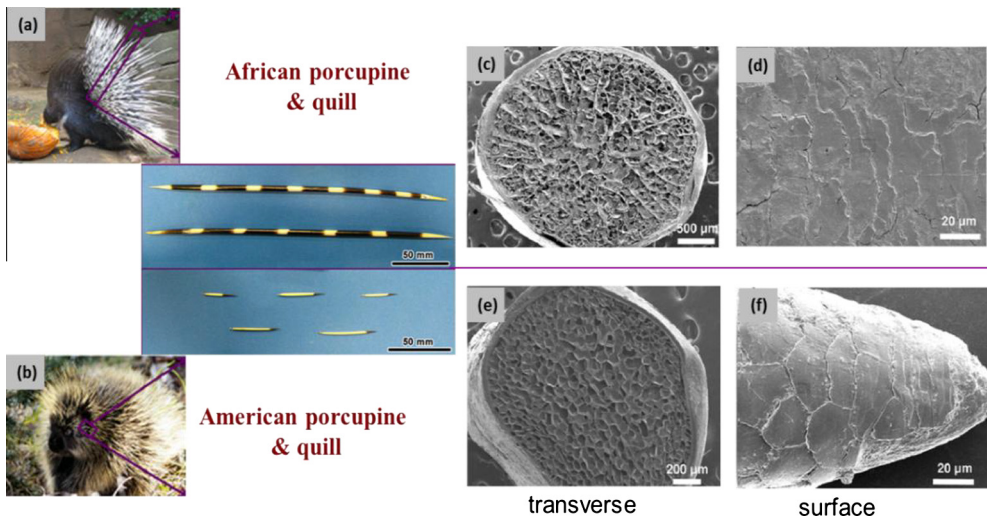 (a)
African porcupine
& quill
50 mm
50 mm
(b)
American porcupine
& quill
(c)
500 µm
(d)
20 µm
(e)
200 µm
(f)
20 µm
transverse
surface